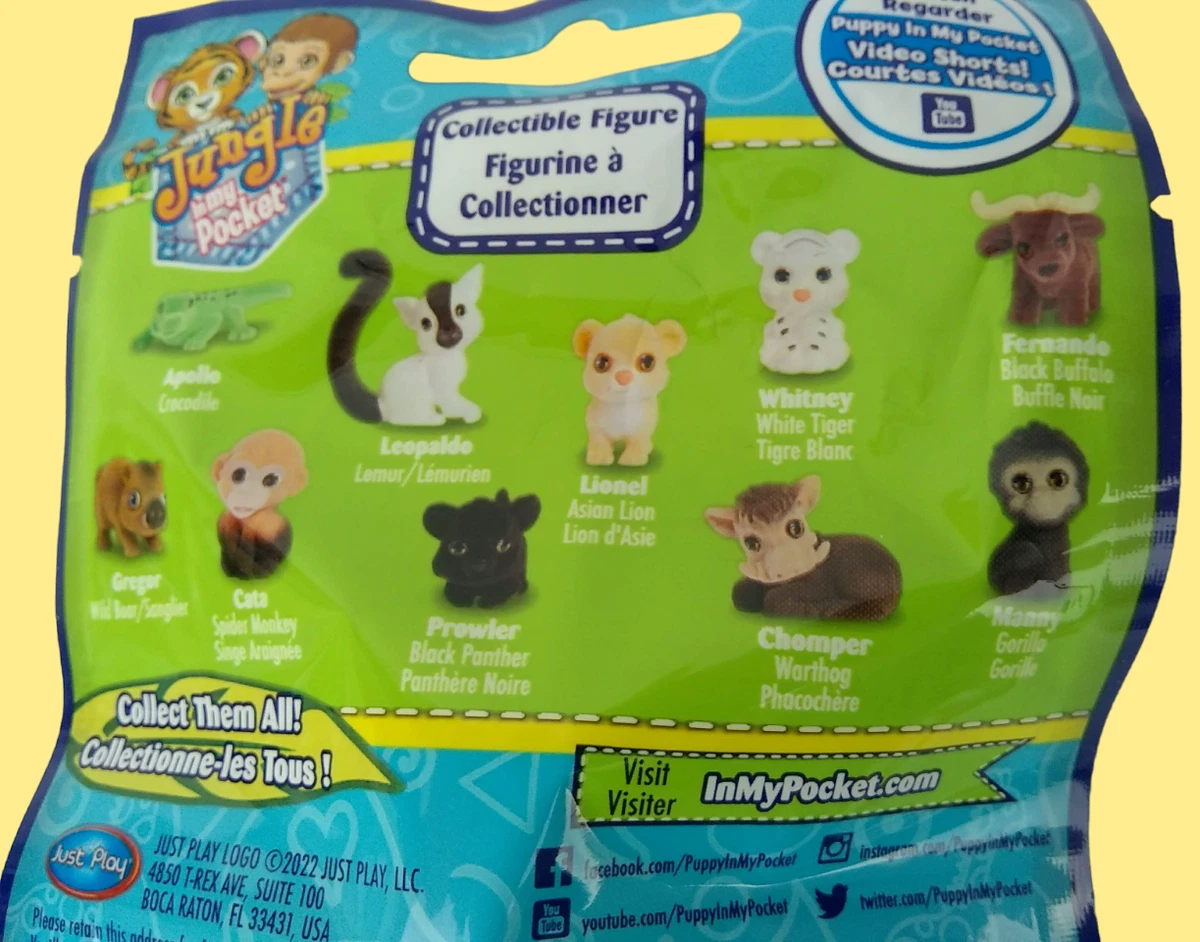 Jungle
in my
Pocket
Collectible Figure
Figurine à
Collectionner
Regarder
Puppy In My Pocket
Video Shorts!
Courtes Vidéos !
You
Tube
Apollo
Crocodile
Leopaldo
Lemur/Lémurien
Lionel
Asian Lion
Lion d'Asie
Whitney
White Tiger
Tigre Blanc
Fernando
Black Buffalo
Buffle Noir
Gregor
Wild Boar/Sanglier
Cata
Spider Monkey
Singe Araignée
Prowler
Black Panther
Panthère Noire
Chomper
Warthog
Phacochère
Manny
Gorilla
Gorille
Collect Them All!
Collectionne-les Tous !
Visit
Visiter
InMyPocket.com
Just Play
JUST PLAY LOGO ©2022 JUST PLAY, LLC.
4850 T-REX AVE, SUITE 100
BOCA RATON, FL 33431, USA
Please retain this address
facebook.com/PuppyInMyPocket
instagram.com/PuppyInMyPocket
You
Tube
youtube.com/PuppyInMyPocket
twitter.com/PuppyInMyPocket